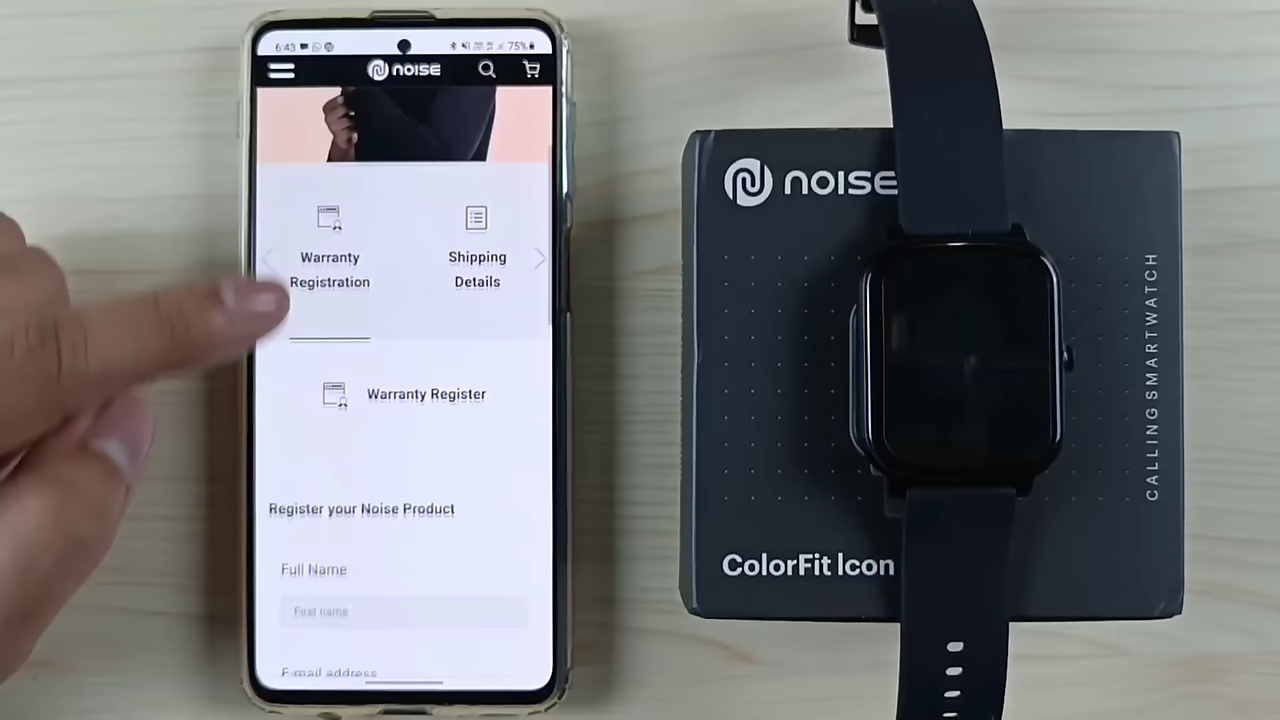 6:43
75%
NOISE
Warranty
Registration
Shipping
Details
Warranty Register
Register your Noise Product
Full Name
First name
E-mail address
NOISE
CALLING SMARTWATCH
ColorFit Icon